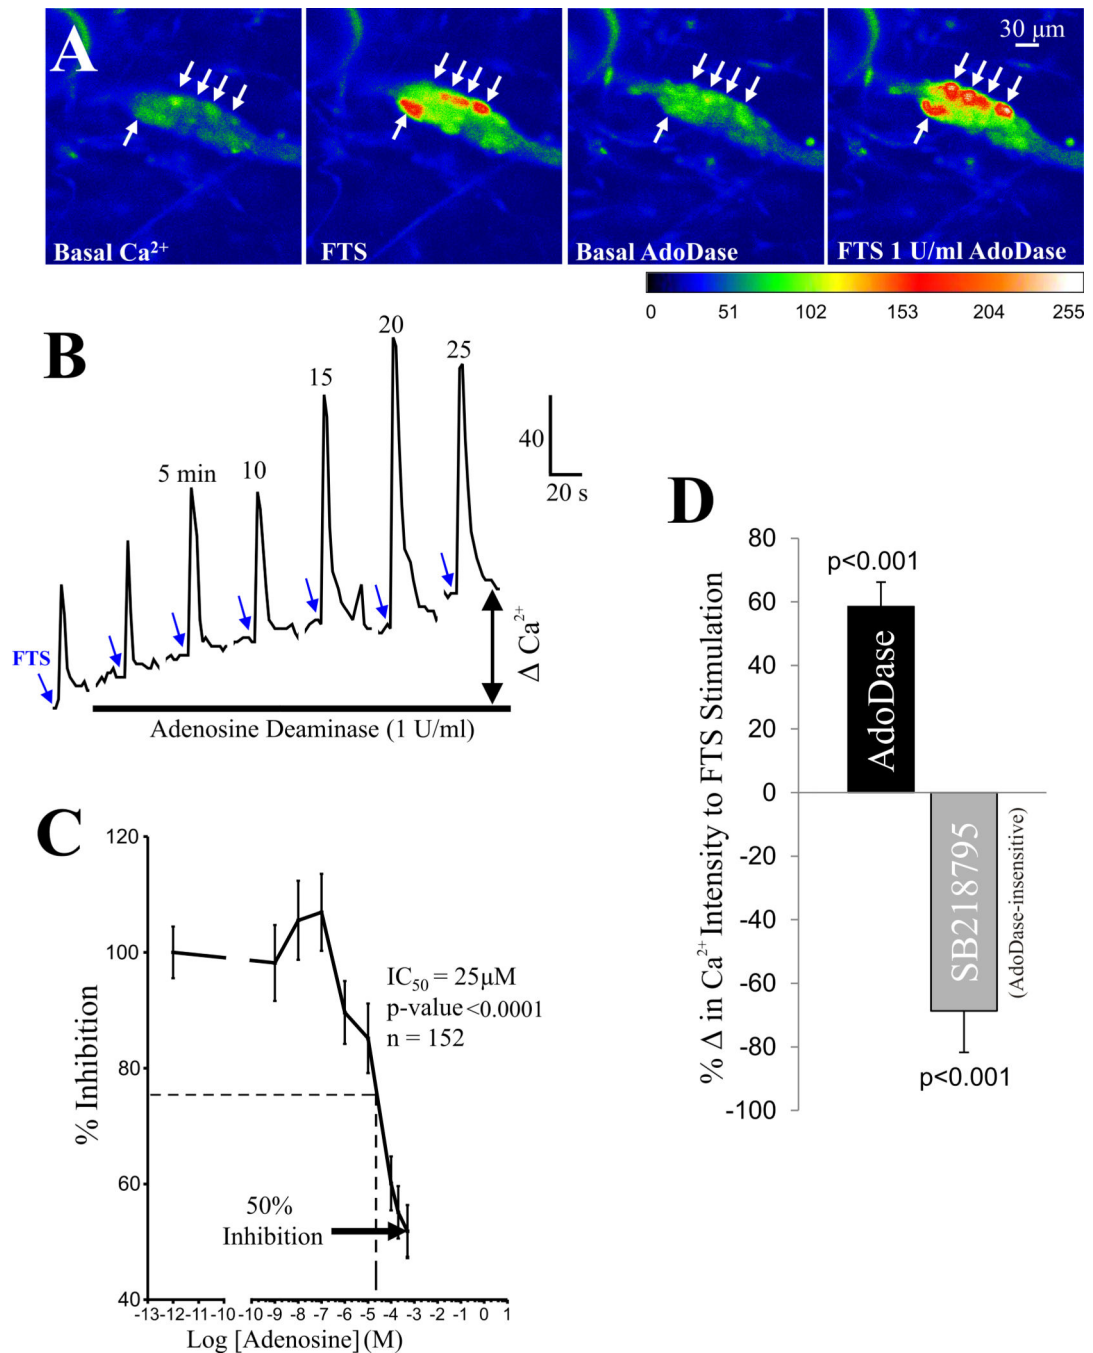 A
30 μm
Basal Ca²⁺
FTS
Basal AdoDase
FTS 1 U/ml AdoDase
0 51 102 153 204 255
B
5 min
10
15
20
25
40
20 s
FTS
Δ Ca²⁺
Adenosine Deaminase (1 U/ml)
C
% Inhibition
120
100
80
60
40
IC₅₀ = 25μM
p-value <0.0001
n = 152
50%
Inhibition
-13 -12 -11 -10 -10 -9 -8 -7 -6 -5 -4 -3 -2 -1 0 1
Log [Adenosine] (M)
D
% Δ in Ca²⁺ Intensity to FTS Stimulation
80
60
40
20
0
-20
-40
-60
-80
-100
p<0.001
AdoDase
SB218795
(AdoDase-insensitive)
p<0.001